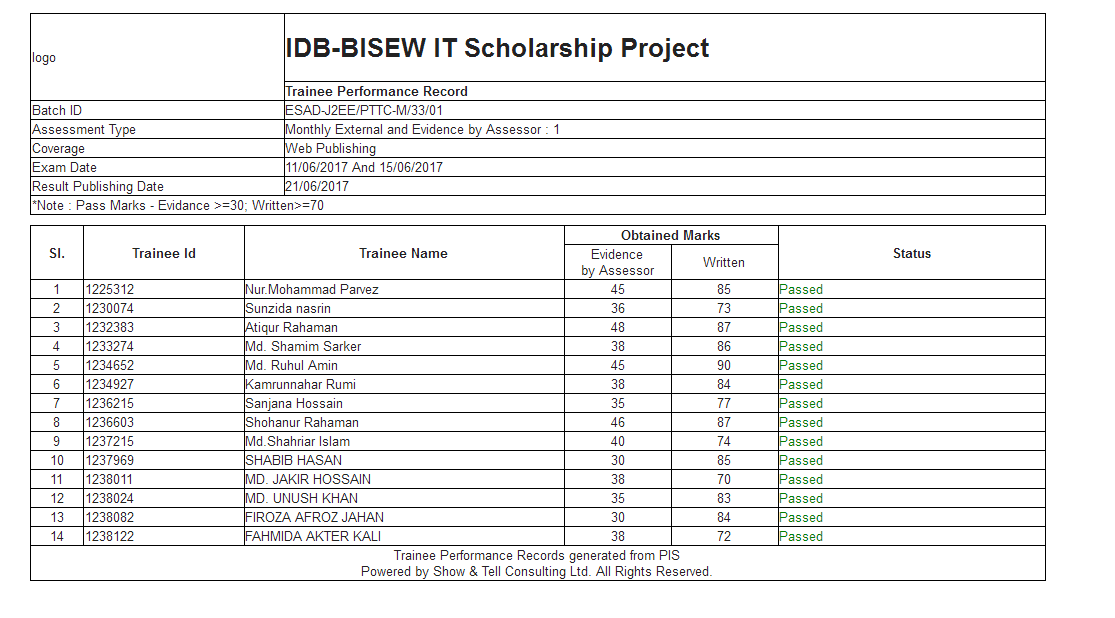 logo
IDB-BISEW IT Scholarship Project
Trainee Performance Record
Batch ID ESAD-J2EE/PTTC-M/33/01
Assessment Type Monthly External and Evidence by Assessor : 1
Coverage Web Publishing
Exam Date 11/06/2017 And 15/06/2017
Result Publishing Date 21/06/2017
*Note : Pass Marks - Evidance >=30; Written>=70
Sl. Trainee Id Trainee Name Obtained Marks Status
Evidence by Assessor Written
1 1225312 Nur.Mohammad Parvez 45 85 Passed
2 1230074 Sunzida nasrin 36 73 Passed
3 1232383 Atiqur Rahaman 48 87 Passed
4 1233274 Md. Shamim Sarker 38 86 Passed
5 1234652 Md. Ruhul Amin 45 90 Passed
6 1234927 Kamrunnahar Rumi 38 84 Passed
7 1236215 Sanjana Hossain 35 77 Passed
8 1236603 Shohanur Rahaman 46 87 Passed
9 1237215 Md.Shahriar Islam 40 74 Passed
10 1237969 SHABIB HASAN 30 85 Passed
11 1238011 MD. JAKIR HOSSAIN 38 70 Passed
12 1238024 MD. UNUSH KHAN 35 83 Passed
13 1238082 FIROZA AFROZ JAHAN 30 84 Passed
14 1238122 FAHMIDA AKTER KALI 38 72 Passed
Trainee Performance Records generated from PIS
Powered by Show & Tell Consulting Ltd. All Rights Reserved.